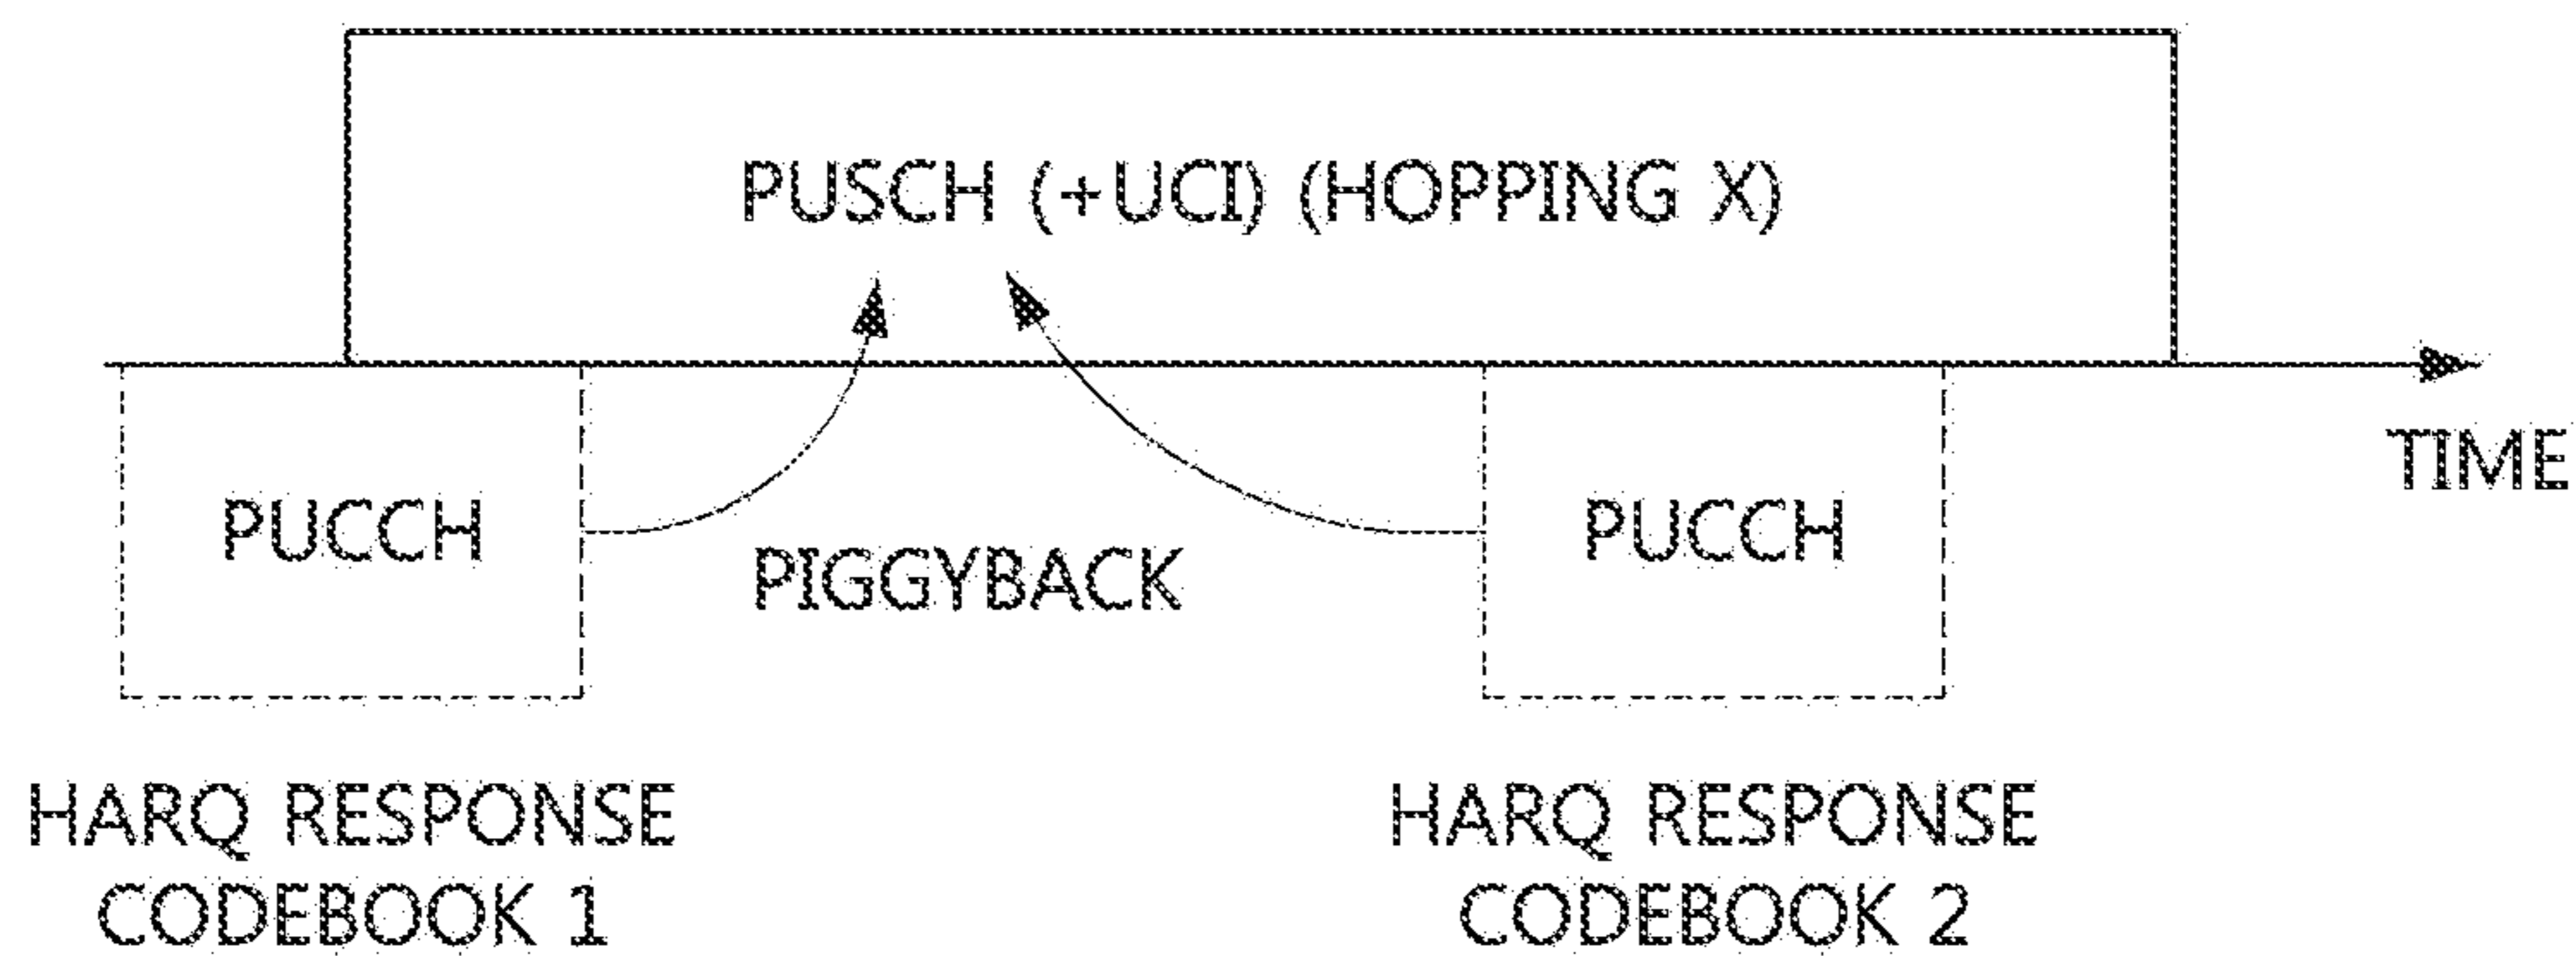 PUSCH (+UCI) (HOPPING X)
TIME
PUCCH
PIGGYBACK
PUCCH
HARQ RESPONSE
CODEBOOK 1
HARQ RESPONSE
CODEBOOK 2